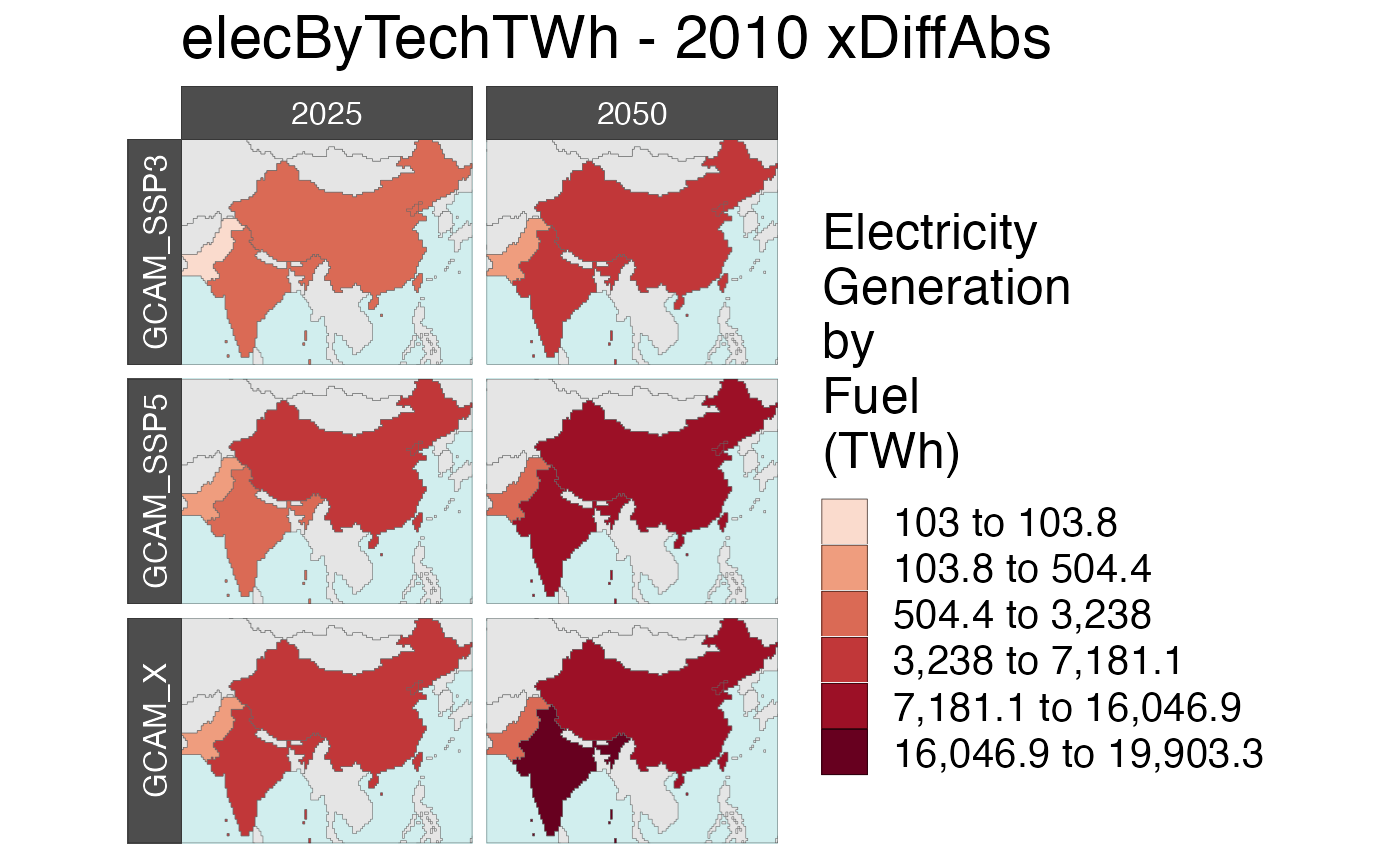 elecByTechTWh - 2010 xDiffAbs
2025
2050
GCAM_SSP3
GCAM_SSP5
GCAM_X
Electricity
Generation
by
Fuel
(TWh)
103 to 103.8
103.8 to 504.4
504.4 to 3,238
3,238 to 7,181.1
7,181.1 to 16,046.9
16,046.9 to 19,903.3